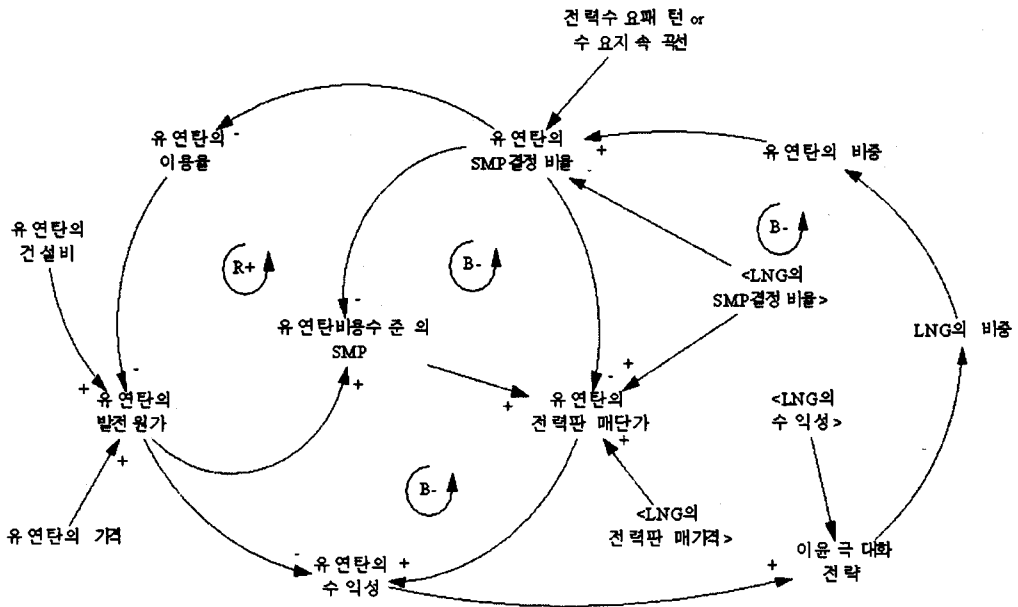 전력수요패턴 or
수요지속 곡선
유연탄의 -
이용율
유연탄의
SMP결정 비율
+
-
유연탄의 비중
유연탄의
건설비
R+
B-
B-
<LNG의
SMP결정 비율>
-
유연탄비용수준의
SMP
+
LNG의 비중
+
-
유연탄의
발전원가
+
+
-
+
유연탄의
전력판매단가
+
<LNG의
수익성>
B-
-
유연탄의 가격
<LNG의
전력판매가격>
-
유연탄의
수익성
+
+
이윤극대화
전략